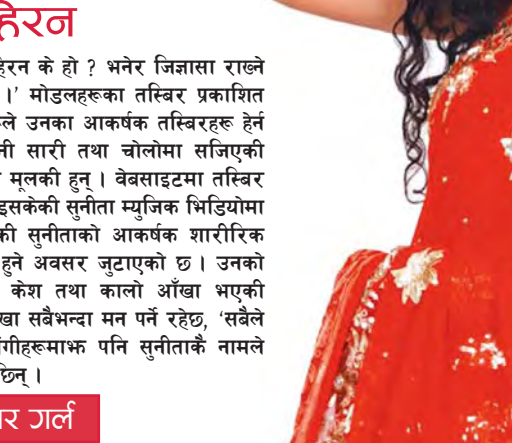 हिरन
हेरन के हो ? भनेर जिज्ञासा राख्ने
।’ मोडलहरूका तस्बिर प्रकाशित
ले उनका आकर्षक तस्बिरहरू हेर्न
नी सारी तथा चोलोमा सजिएकी
मूलकी हुन् । वेबसाइटमा तस्बिर
इसकेकी सुनीता म्युजिक भिडियोमा
की सुनीताको आकर्षक शारीरिक
हुने अवसर जुटाएको छ । उनको
केश तथा कालो आँखा भएकी
खा सबैभन्दा मन पर्ने रहेछ, ‘सबैले
गीहरूमाझ पनि सुनीताकै नामले
छिन् ।
र गर्ल